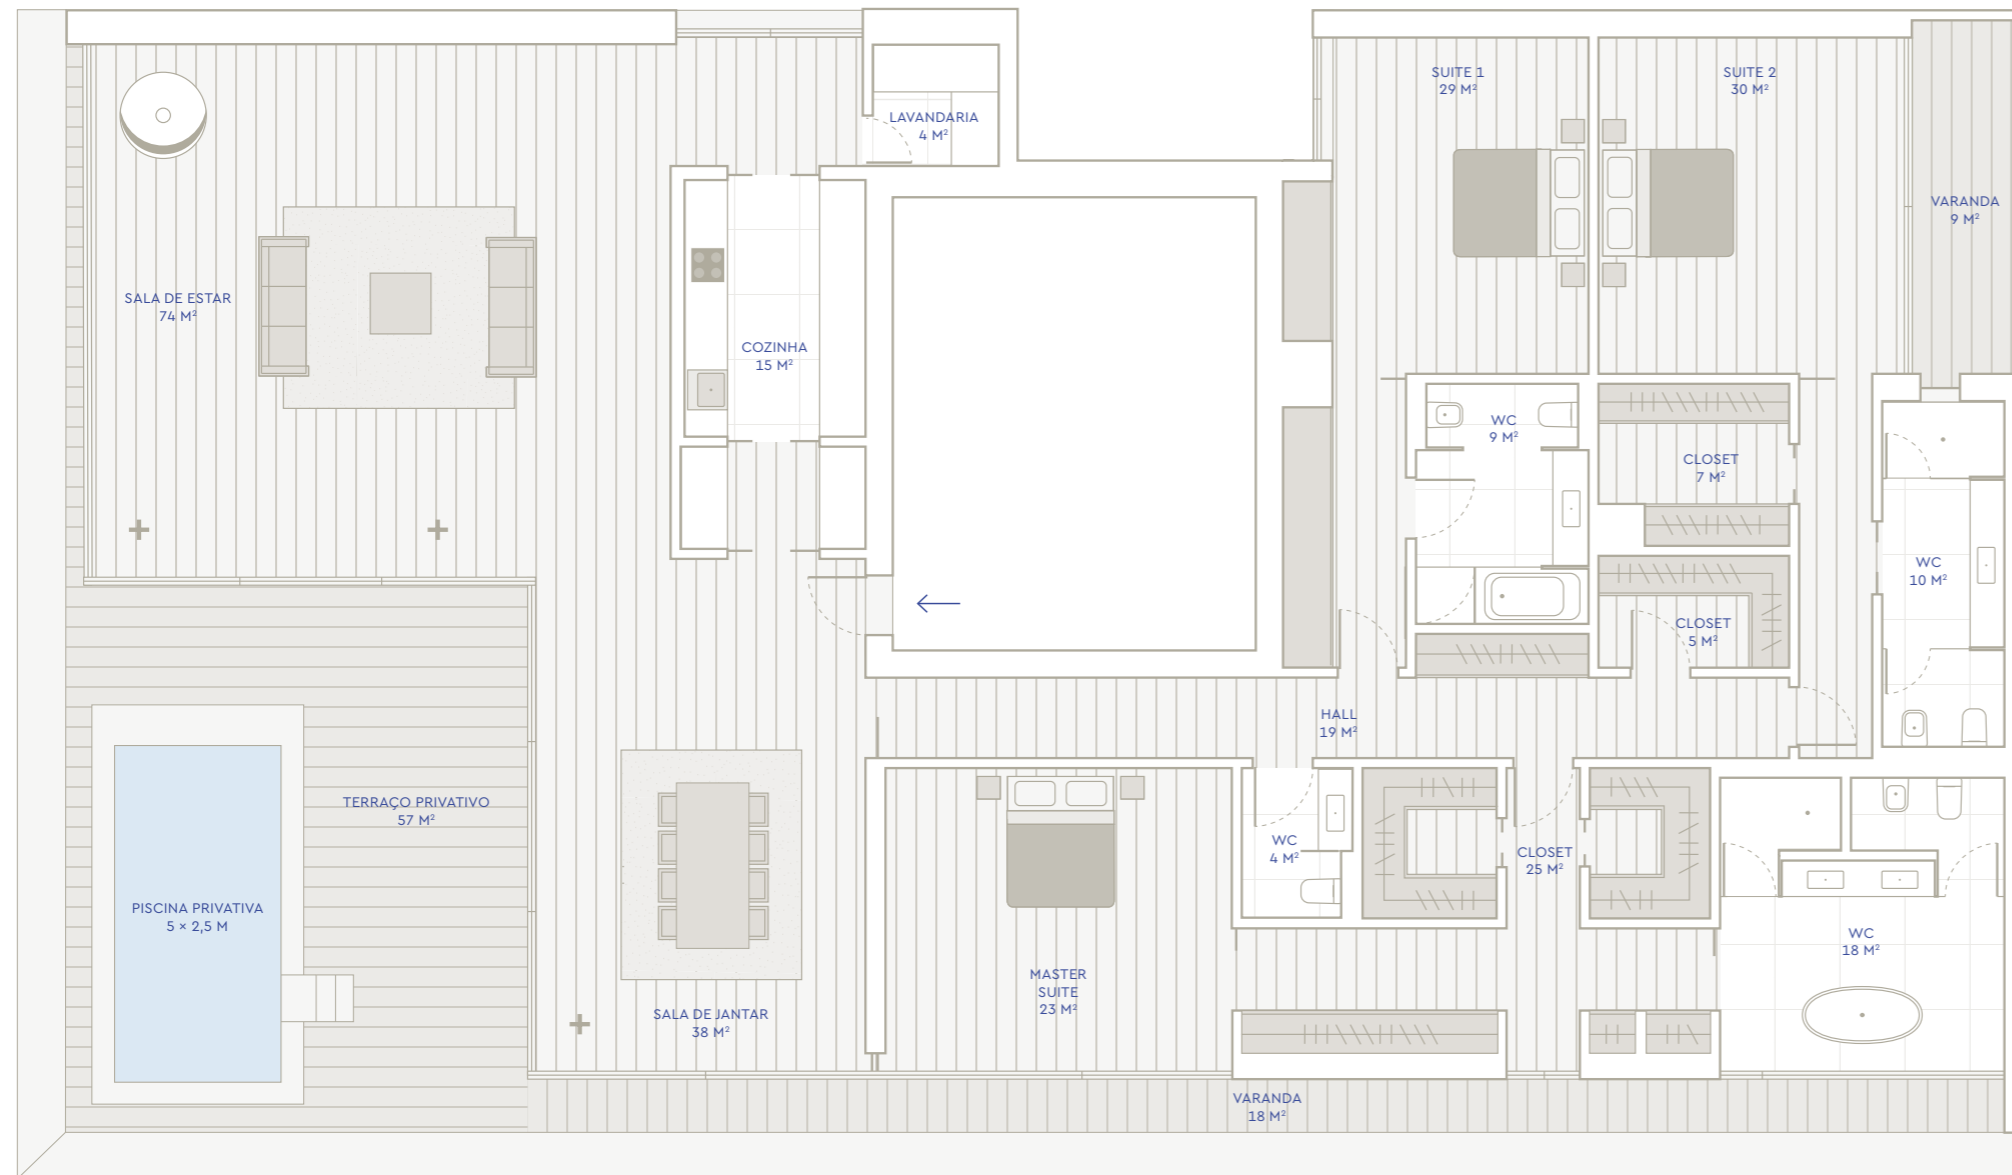 SUITE 1
29 M²
SUITE 2
30 M²
LAVANDARIA
4 M²
VARANDA
9 M²
SALA DE ESTAR
74 M²
COZINHA
15 M²
WC
9 M²
CLOSET
7 M²
WC
10 M²
CLOSET
5 M²
HALL
19 M²
TERRAÇO PRIVATIVO
57 M²
WC
4 M²
CLOSET
25 M²
PISCINA PRIVATIVA
5 × 2,5 M
WC
18 M²
MASTER
SUITE
23 M²
SALA DE JANTAR
38 M²
VARANDA
18 M²